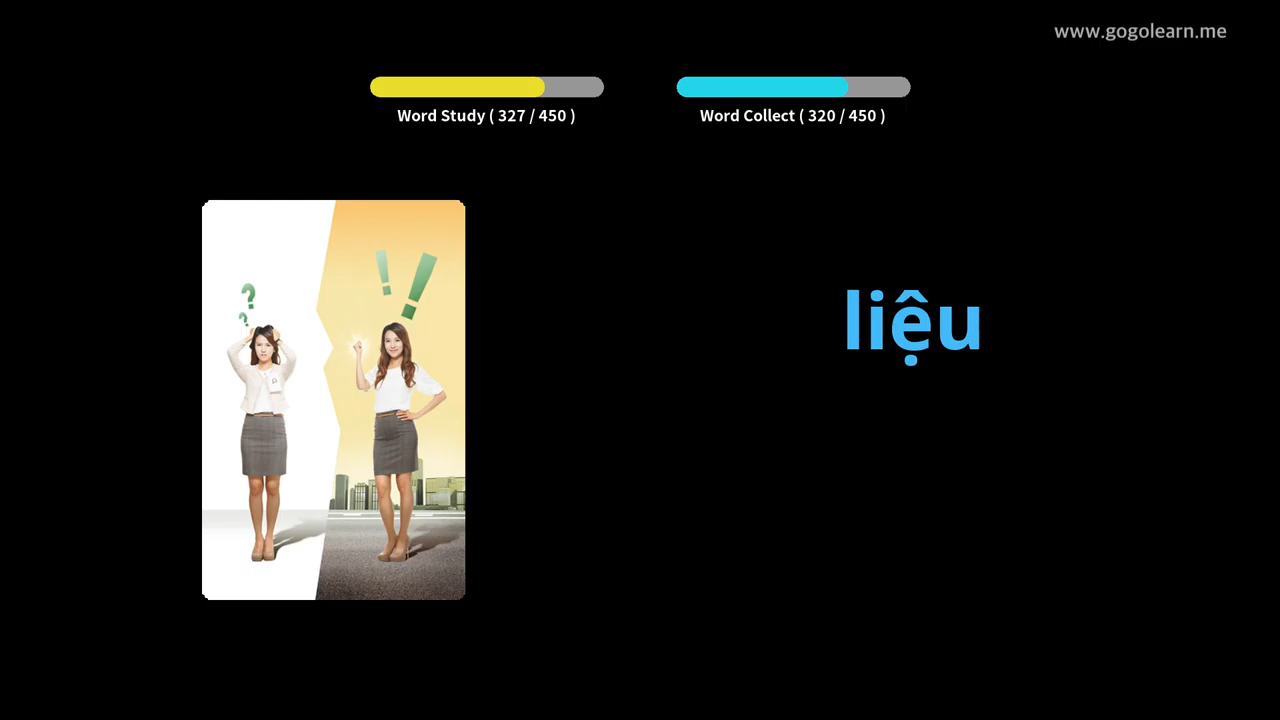 www.gogolearn.me
Word Study ( 327 / 450 )
Word Collect ( 320 / 450 )
? ?
! !
liệu